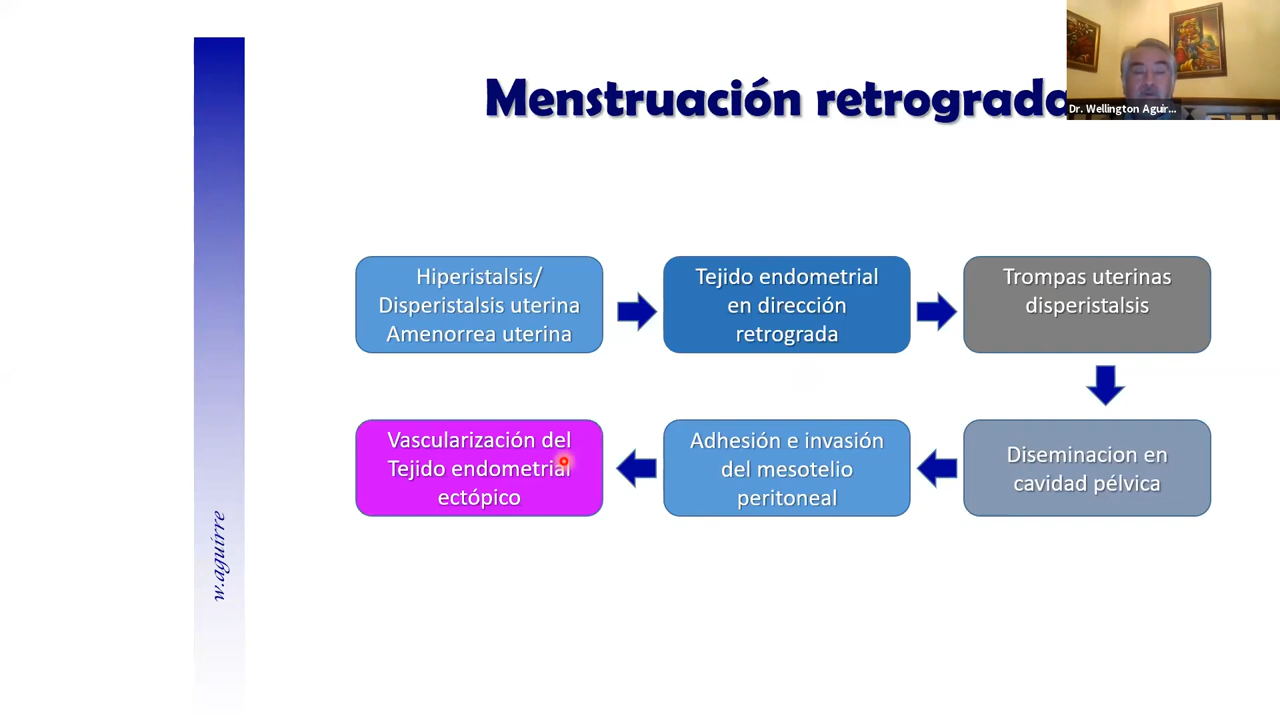 Menstruación retrograda
Dr. Wellington Aguir...
Hiperistalsis/
Disperistalsis uterina
Amenorrea uterina
Tejido endometrial
en dirección
retrograda
Trompas uterinas
disperistalsis
Diseminacion en
cavidad pélvica
Adhesión e invasión
del mesotelio
peritoneal
Vascularización del
Tejido endometrial
ectópico
w.aguirre